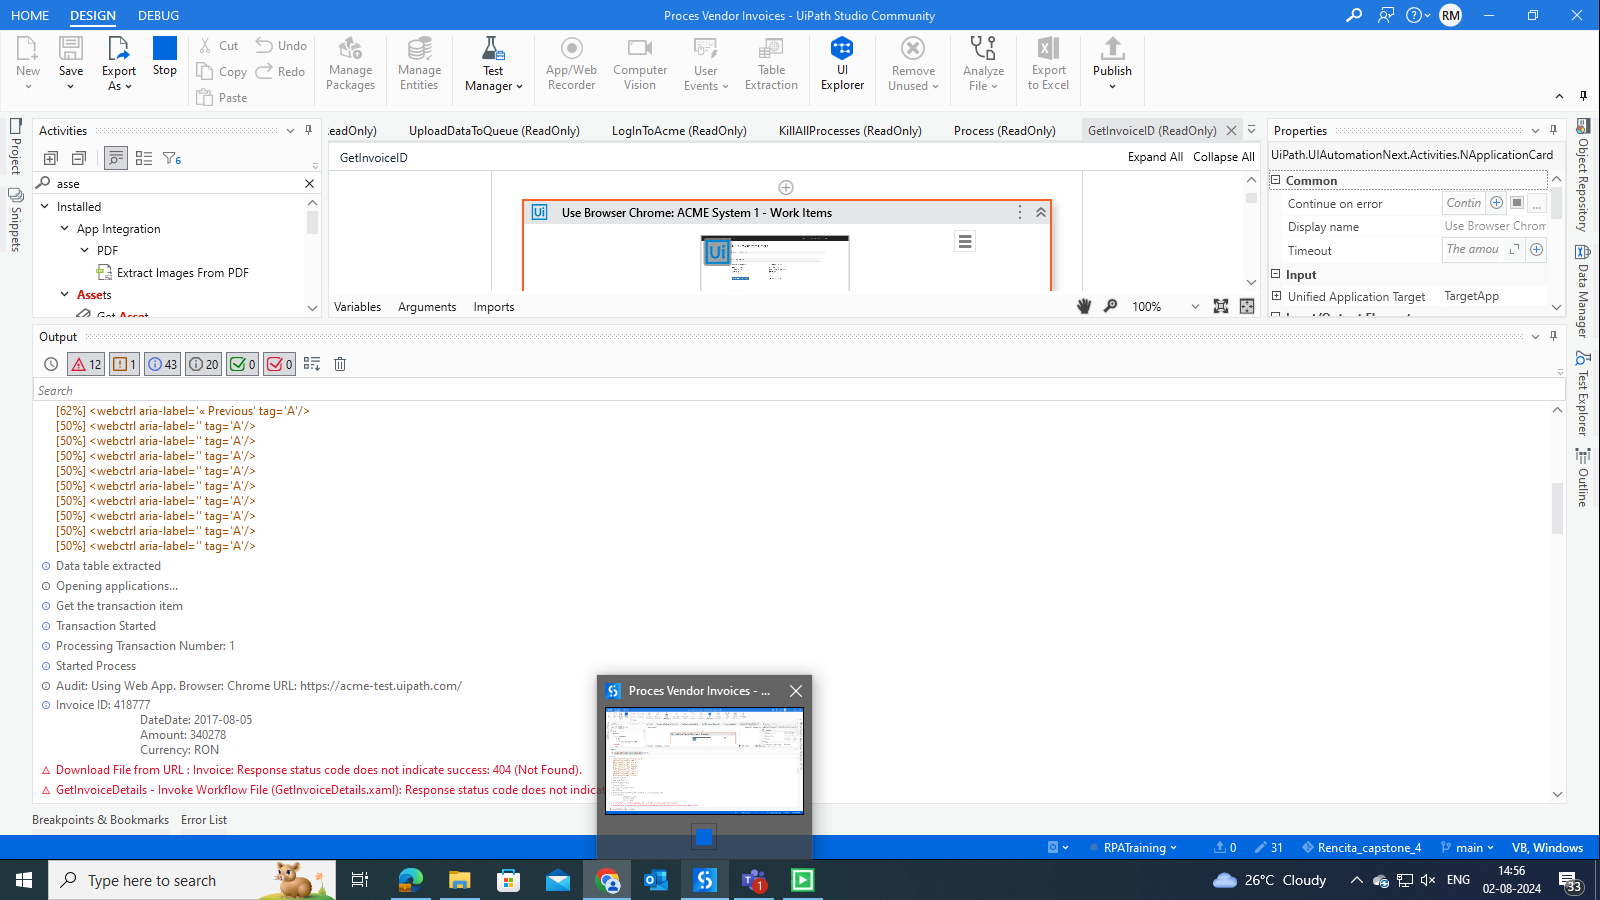 HOME DESIGN DEBUG Proces Vendor Invoices - UiPath Studio Community RM
New Save Export As Stop Cut Copy Paste Undo Redo Manage Packages Manage Entities Test Manager App/Web Recorder Computer Vision User Events Table Extraction UI Explorer Remove Unused Analyze File Export to Excel Publish
Project
Snippets
Activities
asse
Installed
App Integration
PDF
Extract Images From PDF
Assets
Get Asset
eadOnly) UploadDataToQueue (ReadOnly) LogInToAcme (ReadOnly) KillAllProcesses (ReadOnly) Process (ReadOnly) GetInvoiceID (ReadOnly)
GetInvoiceID Expand All Collapse All
Use Browser Chrome: ACME System 1 - Work Items
Variables Arguments Imports 100%
Properties
UiPath.UIAutomationNext.Activities.NApplicationCard
Common
Continue on error Contin
Display name Use Browser Chrom
Timeout The amou
Input
Unified Application Target TargetApp
Object Repository
Data Manager
Test Explorer
Outline
Output
12 1 43 20 0 0
Search
[62%] <webctrl aria-label='« Previous' tag='A'/>
[50%] <webctrl aria-label='' tag='A'/>
[50%] <webctrl aria-label='' tag='A'/>
[50%] <webctrl aria-label='' tag='A'/>
[50%] <webctrl aria-label='' tag='A'/>
[50%] <webctrl aria-label='' tag='A'/>
[50%] <webctrl aria-label='' tag='A'/>
[50%] <webctrl aria-label='' tag='A'/>
[50%] <webctrl aria-label='' tag='A'/>
[50%] <webctrl aria-label='' tag='A'/>
Data table extracted
Opening applications...
Get the transaction item
Transaction Started
Processing Transaction Number: 1
Started Process
Audit: Using Web App. Browser: Chrome URL: https://acme-test.uipath.com/
Invoice ID: 418777
DateDate: 2017-08-05
Amount: 340278
Currency: RON
Download File from URL : Invoice: Response status code does not indicate success: 404 (Not Found).
GetInvoiceDetails - Invoke Workflow File (GetInvoiceDetails.xaml): Response status code does not indica
Proces Vendor Invoices - ...
Breakpoints & Bookmarks Error List
RPATraining 0 31 Rencita_capstone_4 main VB, Windows
Type here to search 1 26°C Cloudy ENG 14:56
02-08-2024 33